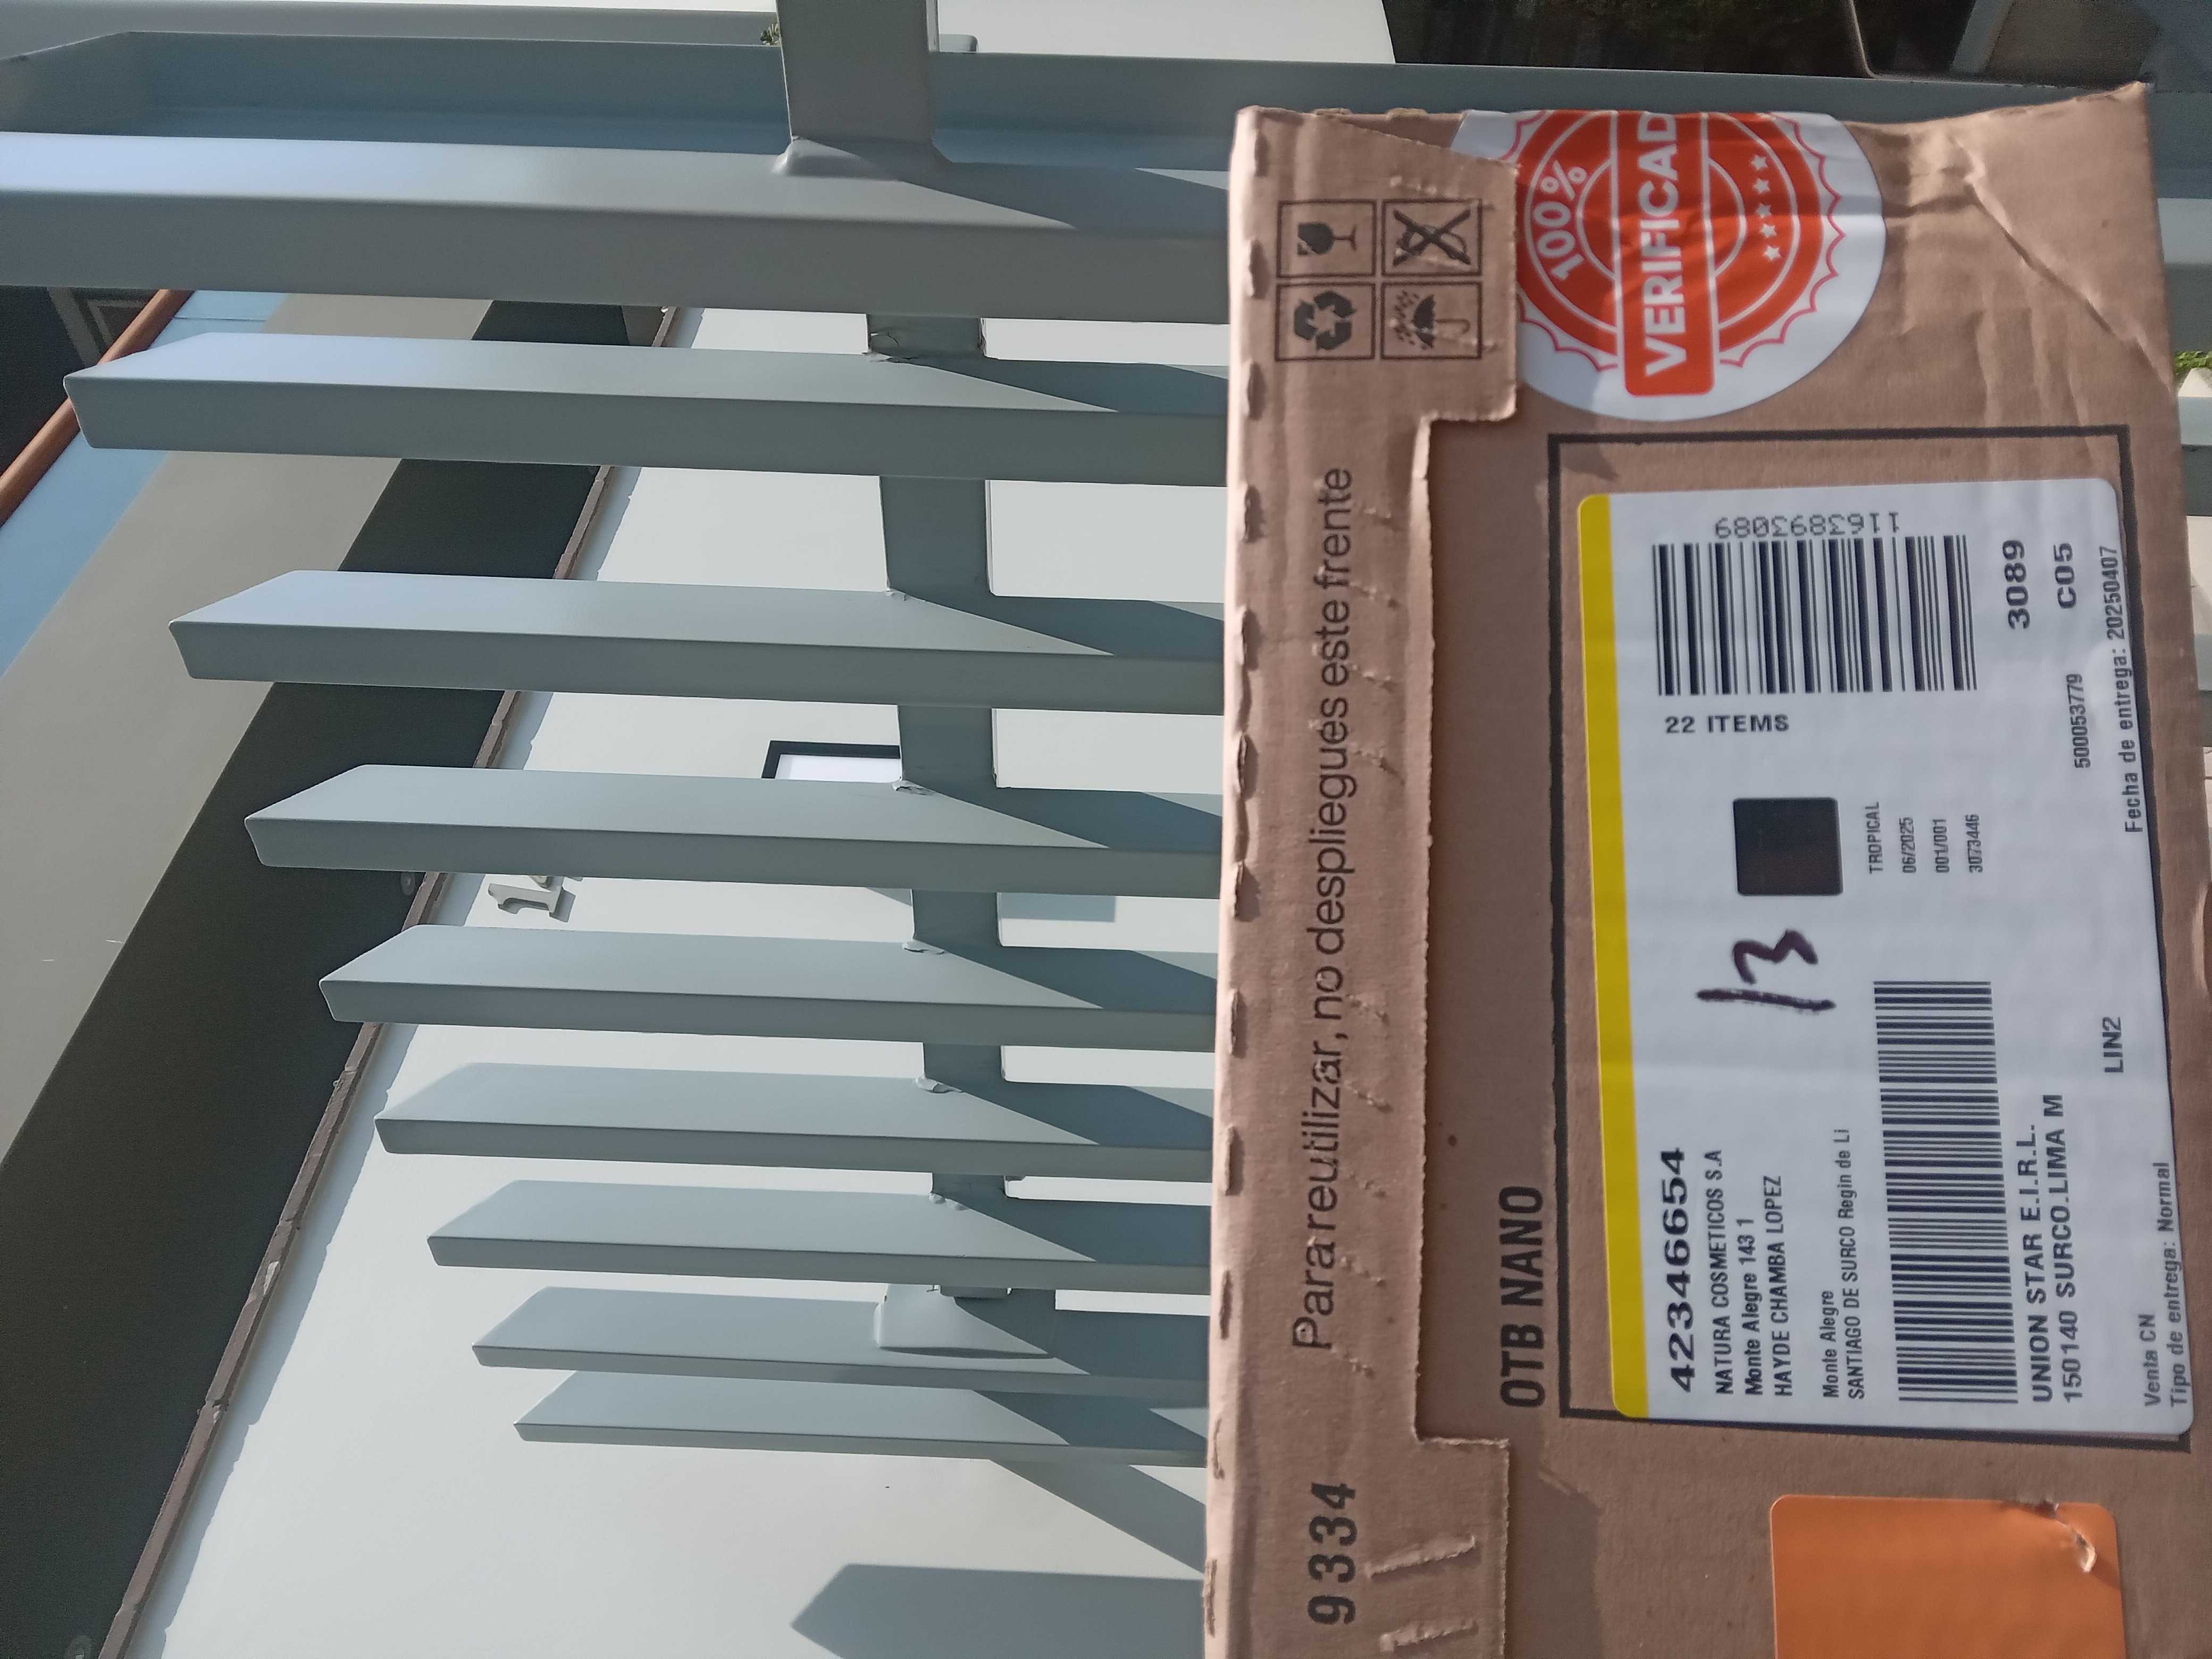 9334 Para reutilizar, no despliegues este frente
100%
VERIFICAD
OTB NANO
42346654
NATURA COSMETICOS S.A
Monte Alegre 143 1
HAYDE CHAMBA LOPEZ
Monte Alegre
SANTIAGO DE SURCO Regin de Li
UNION STAR E.I.R.L.
150140 SURCO.LIMA M
LIN2
Venta CN
Tipo de entrega: Normal
13
22 ITEMS
1163893089
TROPICAL
06/2025
001/001
3073446
3089
C05
500053779
Fecha de entrega: 20250407